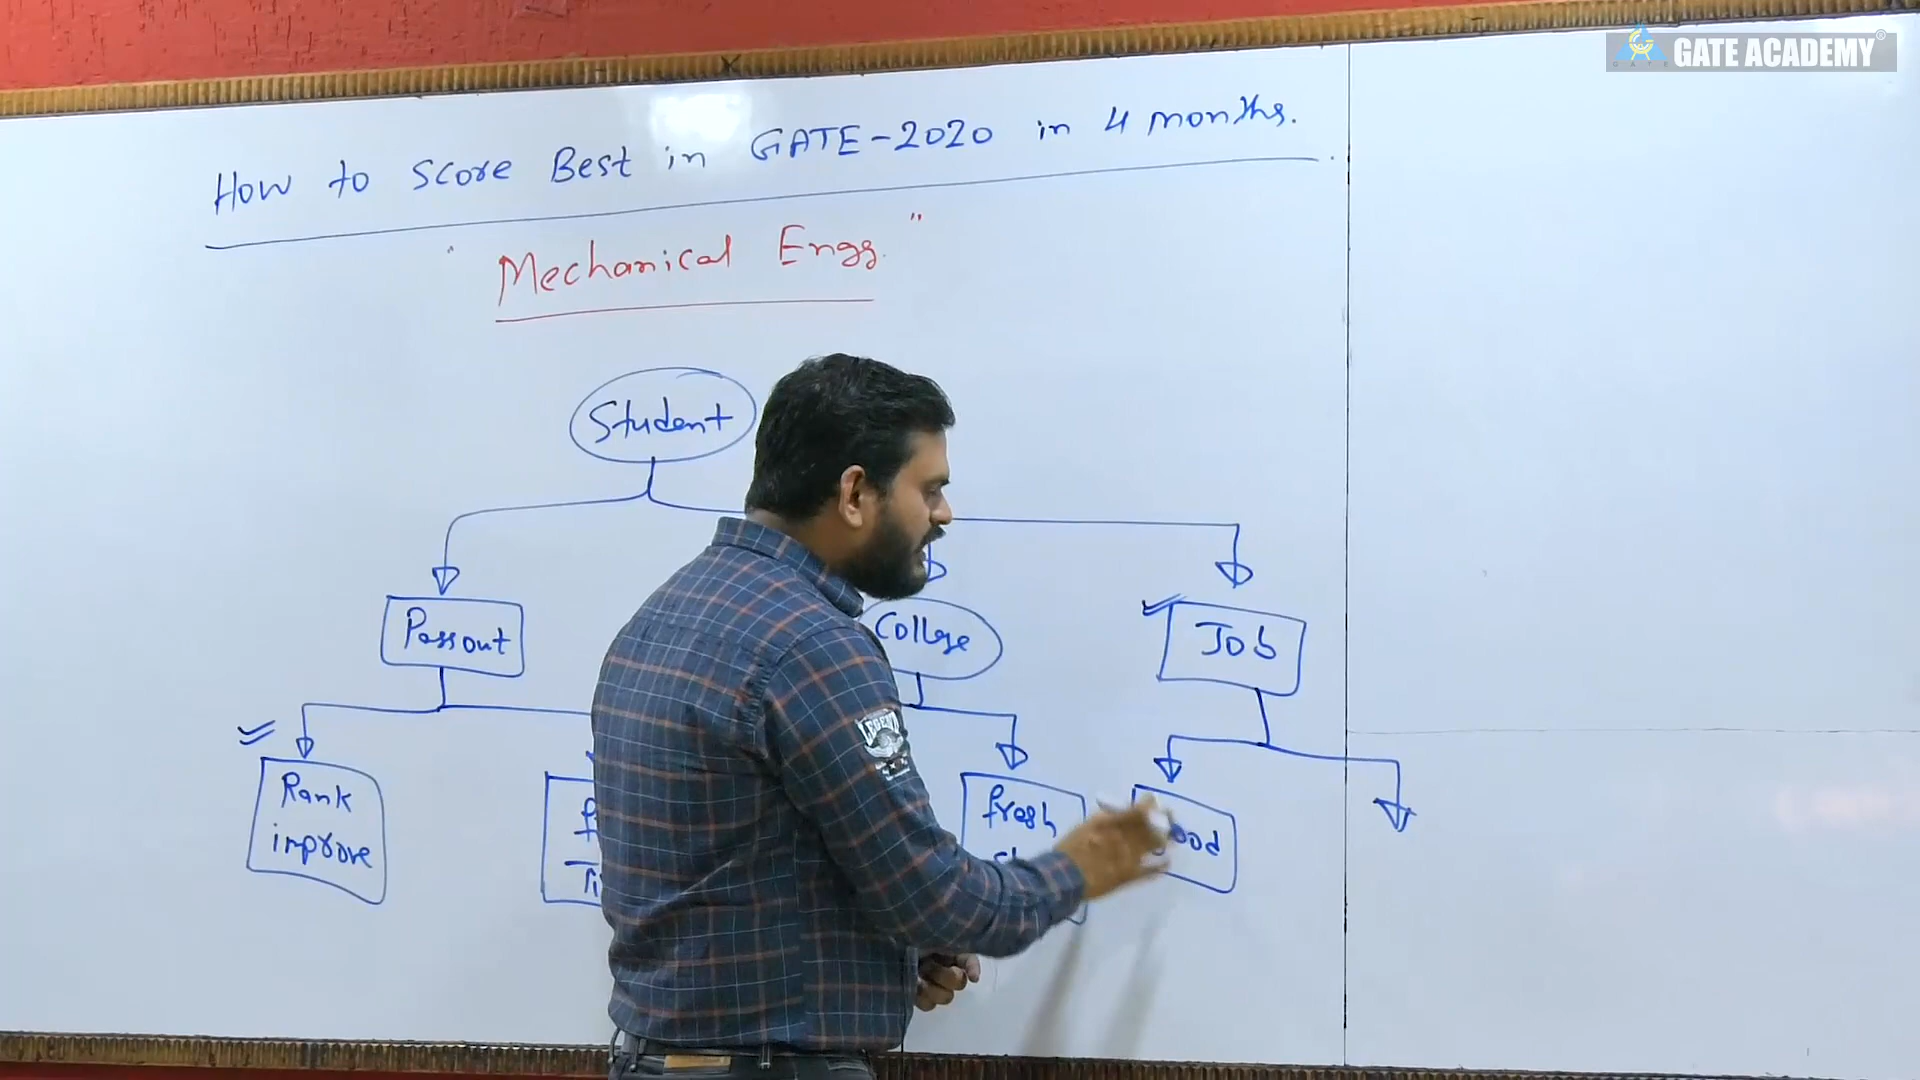 GATE ACADEMY
How to Score Best in GATE-2020 in 4 months.
"Mechanical Engg."
Student
Passout
College
Job
Rank
improve
fresh
LEGEND